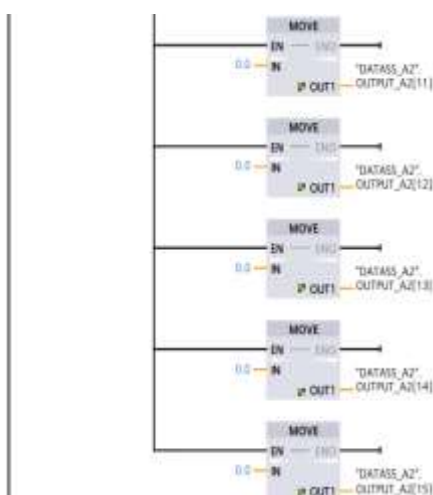 MOVE
EN ENO
0.0 IN
"DATASS_A2".
OUT1 OUTPUT_A2[11]
MOVE
EN ENO
0.0 IN
"DATASS_A2".
OUT1 OUTPUT_A2[12]
MOVE
EN ENO
0.0 IN
"DATASS_A2".
OUT1 OUTPUT_A2[13]
MOVE
EN ENO
0.0 IN
"DATASS_A2".
OUT1 OUTPUT_A2[14]
MOVE
EN ENO
0.0 IN
"DATASS_A2".
OUT1 OUTPUT_A2[15]